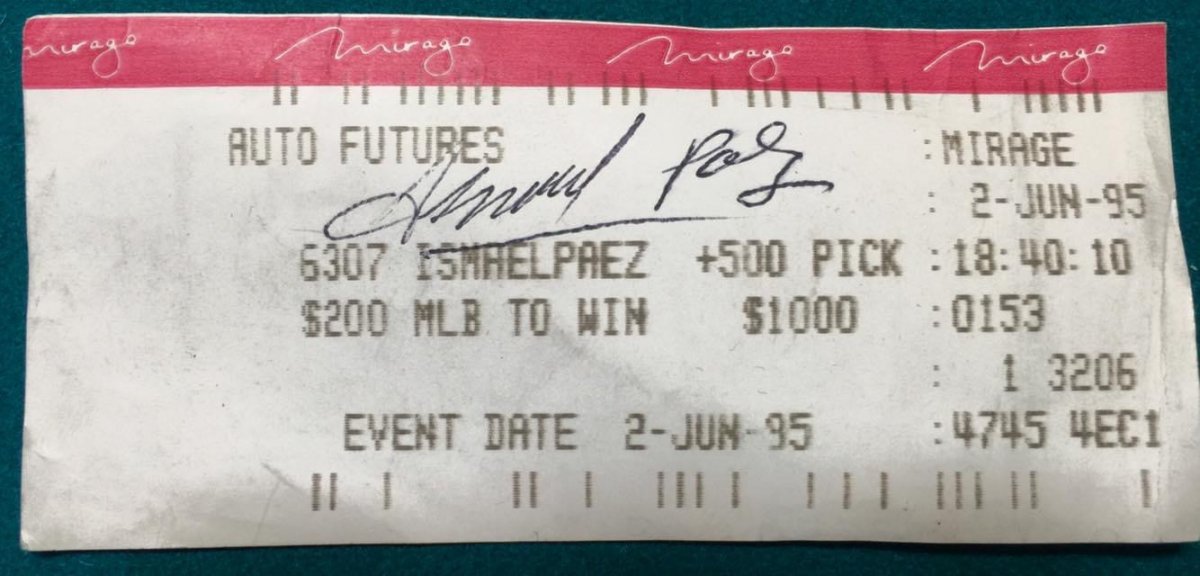 mirage mirage mirage mirage
AUTO FUTURES :MIRAGE
Paez
: 2-JUN-95
6307 ISMAELPAEZ +500 PICK :18:40:10
$200 MLB TO WIN $1000 :0153
: 1 3206
EVENT DATE 2-JUN-95 :4745 4EC1